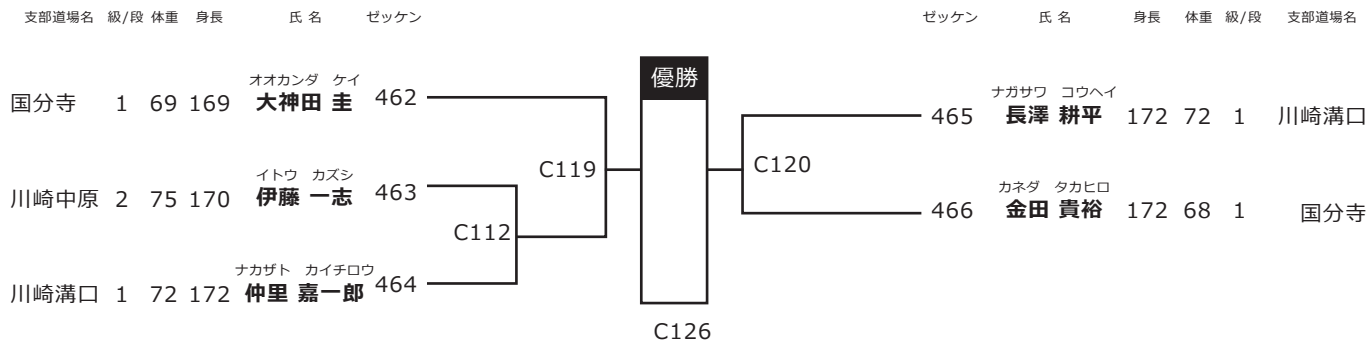 支部道場名 級/段 体重 身長 氏 名 ゼッケン
ゼッケン 氏 名 身長 体重 級/段 支部道場名
優勝
オオカンダ ケイ
国分寺 1 69 169 大神田 圭 462
ナガサワ コウヘイ
465 長澤 耕平 172 72 1 川崎溝口
C119
C120
イトウ カズシ
川崎中原 2 75 170 伊藤 一志 463
カネダ タカヒロ
466 金田 貴裕 172 68 1 国分寺
C112
ナカザト カイチロウ
川崎溝口 1 72 172 仲里 嘉一郎 464
C126